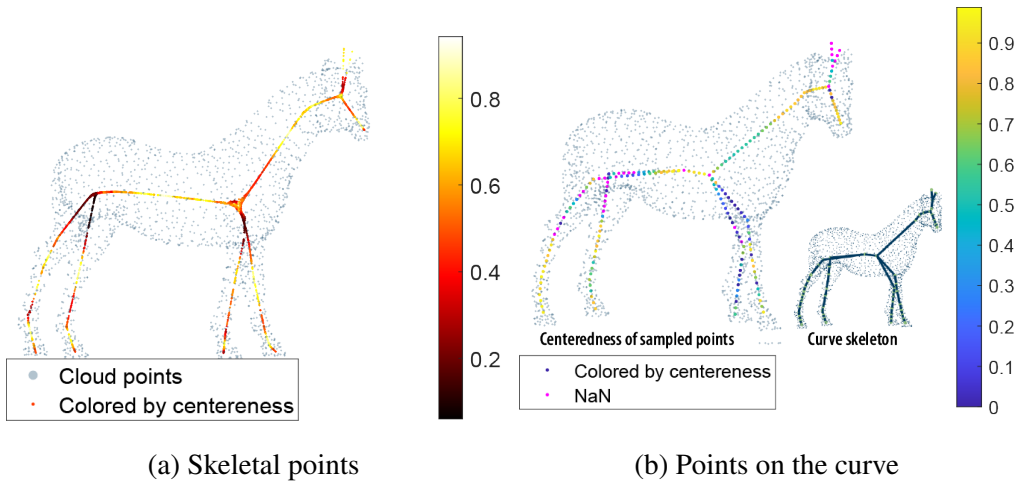 0.8
0.6
0.4
0.2
Cloud points
Colored by centereness
(a) Skeletal points
0.9
0.8
0.7
0.6
0.5
0.4
0.3
0.2
0.1
0
Centeredness of sampled points
Curve skeleton
Colored by centereness
NaN
(b) Points on the curve